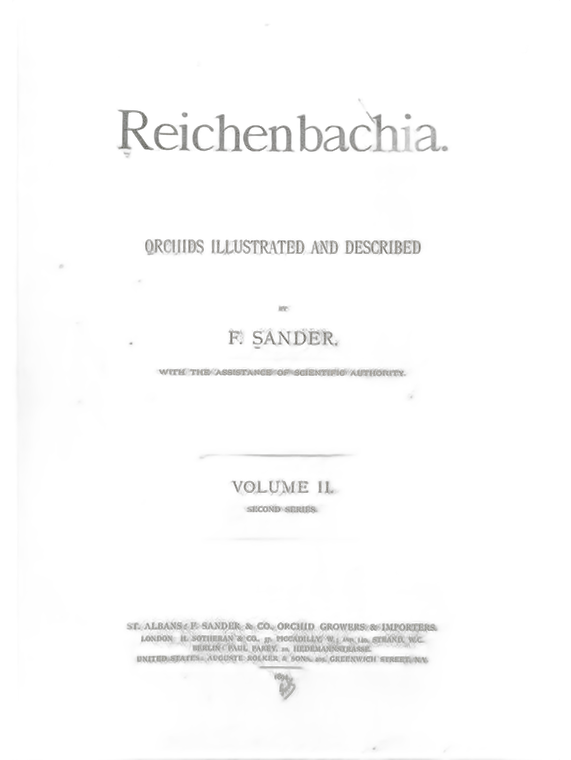 Reichenbachia.
ORCHIDS ILLUSTRATED AND DESCRIBED
BY
F. SANDER,
WITH THE ASSISTANCE OF SCIENTIFIC AUTHORITY.
VOLUME II.
SECOND SERIES.
ST. ALBANS: F. SANDER & CO., ORCHID GROWERS & IMPORTERS.
LONDON: H. SOTHERAN & CO., 37, PICCADILLY, W.; AND 140, STRAND, W.C.
BERLIN: PAUL PAREY, 10, HEDEMANNSTRASSE.
UNITED STATES: AUGUSTE ROLKER & SONS, GREENWICH STREET, N.Y.